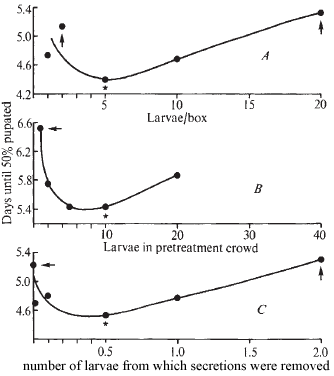 5.4
5.0
4.6
4.2
A
*
5 10 15 20
Larvae/box
Days until 50% pupated
6.6
6.2
5.8
5.4
B
*
10 20 30 40
Larvae in pretreatment crowd
5.4
5.0
4.6
C
*
0.5 1.0 1.5 2.0
number of larvae from which secretions were removed